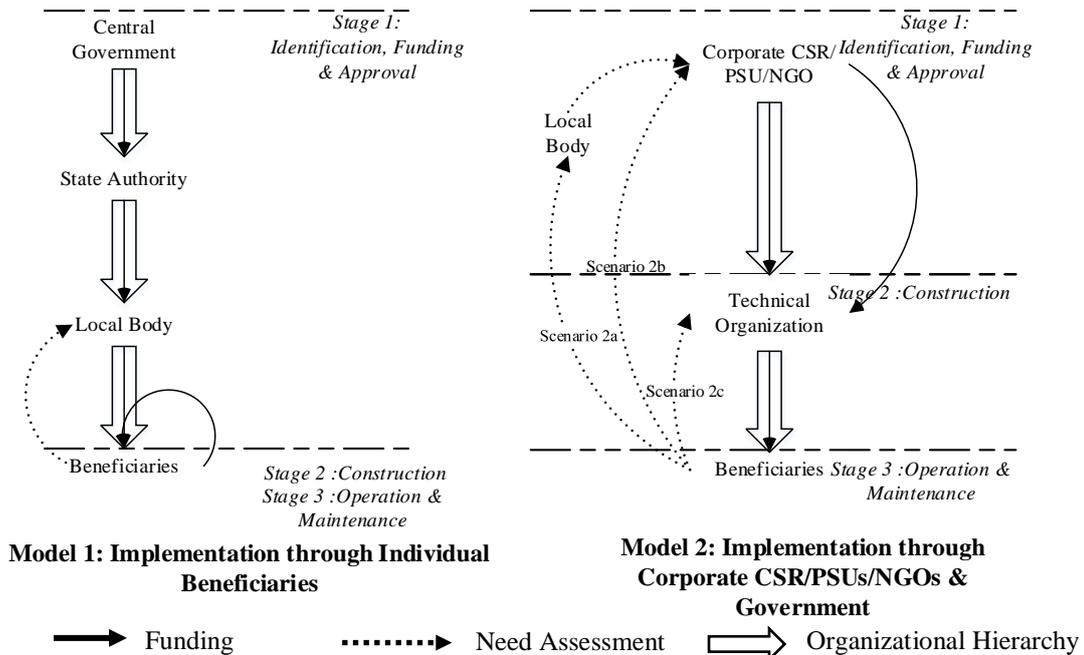 Central
Government
Stage 1:
Identification, Funding
& Approval
State Authority
Local Body
Beneficiaries
Stage 2 :Construction
Stage 3 :Operation &
Maintenance
Model 1: Implementation through Individual
Beneficiaries
Stage 1:
Identification, Funding
& Approval
Corporate CSR/
PSU/NGO
Local
Body
Scenario 2b
Stage 2 :Construction
Technical
Organization
Scenario 2a
Scenario 2c
Beneficiaries
Stage 3 :Operation &
Maintenance
Model 2: Implementation through
Corporate CSR/PSUs/NGOs &
Government
Funding
Need Assessment
Organizational Hierarchy